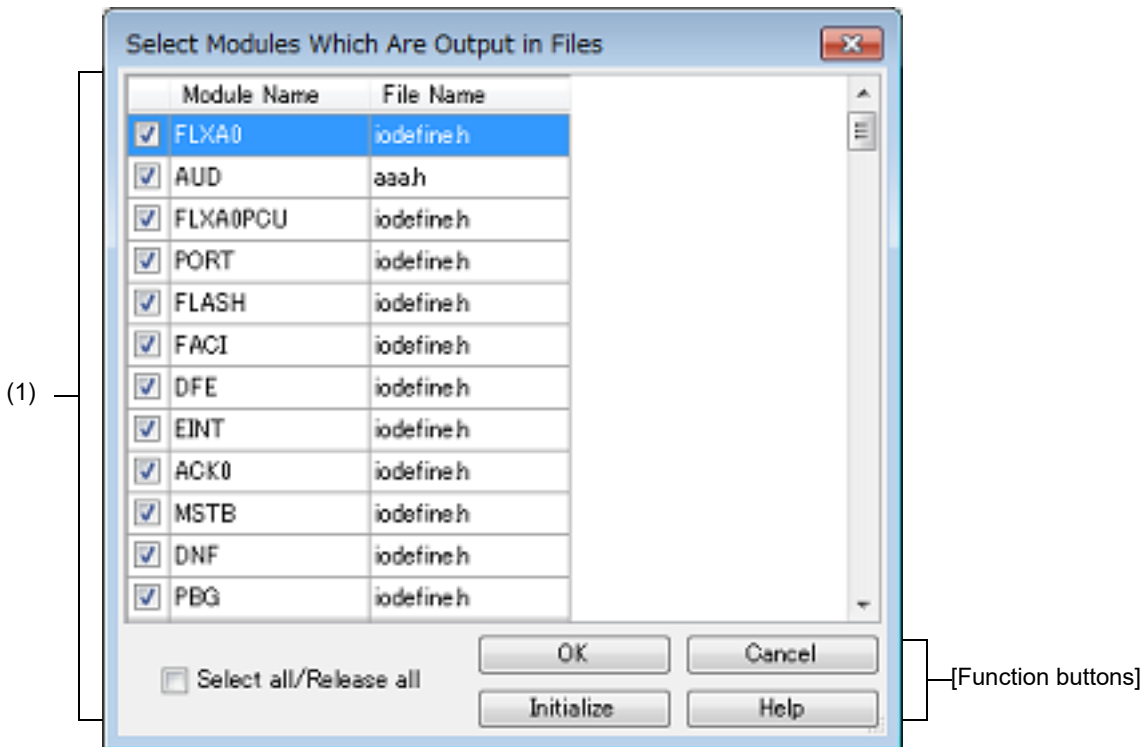 Select Modules Which Are Output in Files
Module Name File Name
FLXA0 iodefine.h
AUD aaa.h
FLXA0PCU iodefine.h
PORT iodefine.h
FLASH iodefine.h
FACI iodefine.h
DFE iodefine.h
EINT iodefine.h
ACK0 iodefine.h
MSTB iodefine.h
DNF iodefine.h
PBG iodefine.h
(1)
Select all/Release all
OK Cancel
Initialize Help
[Function buttons]